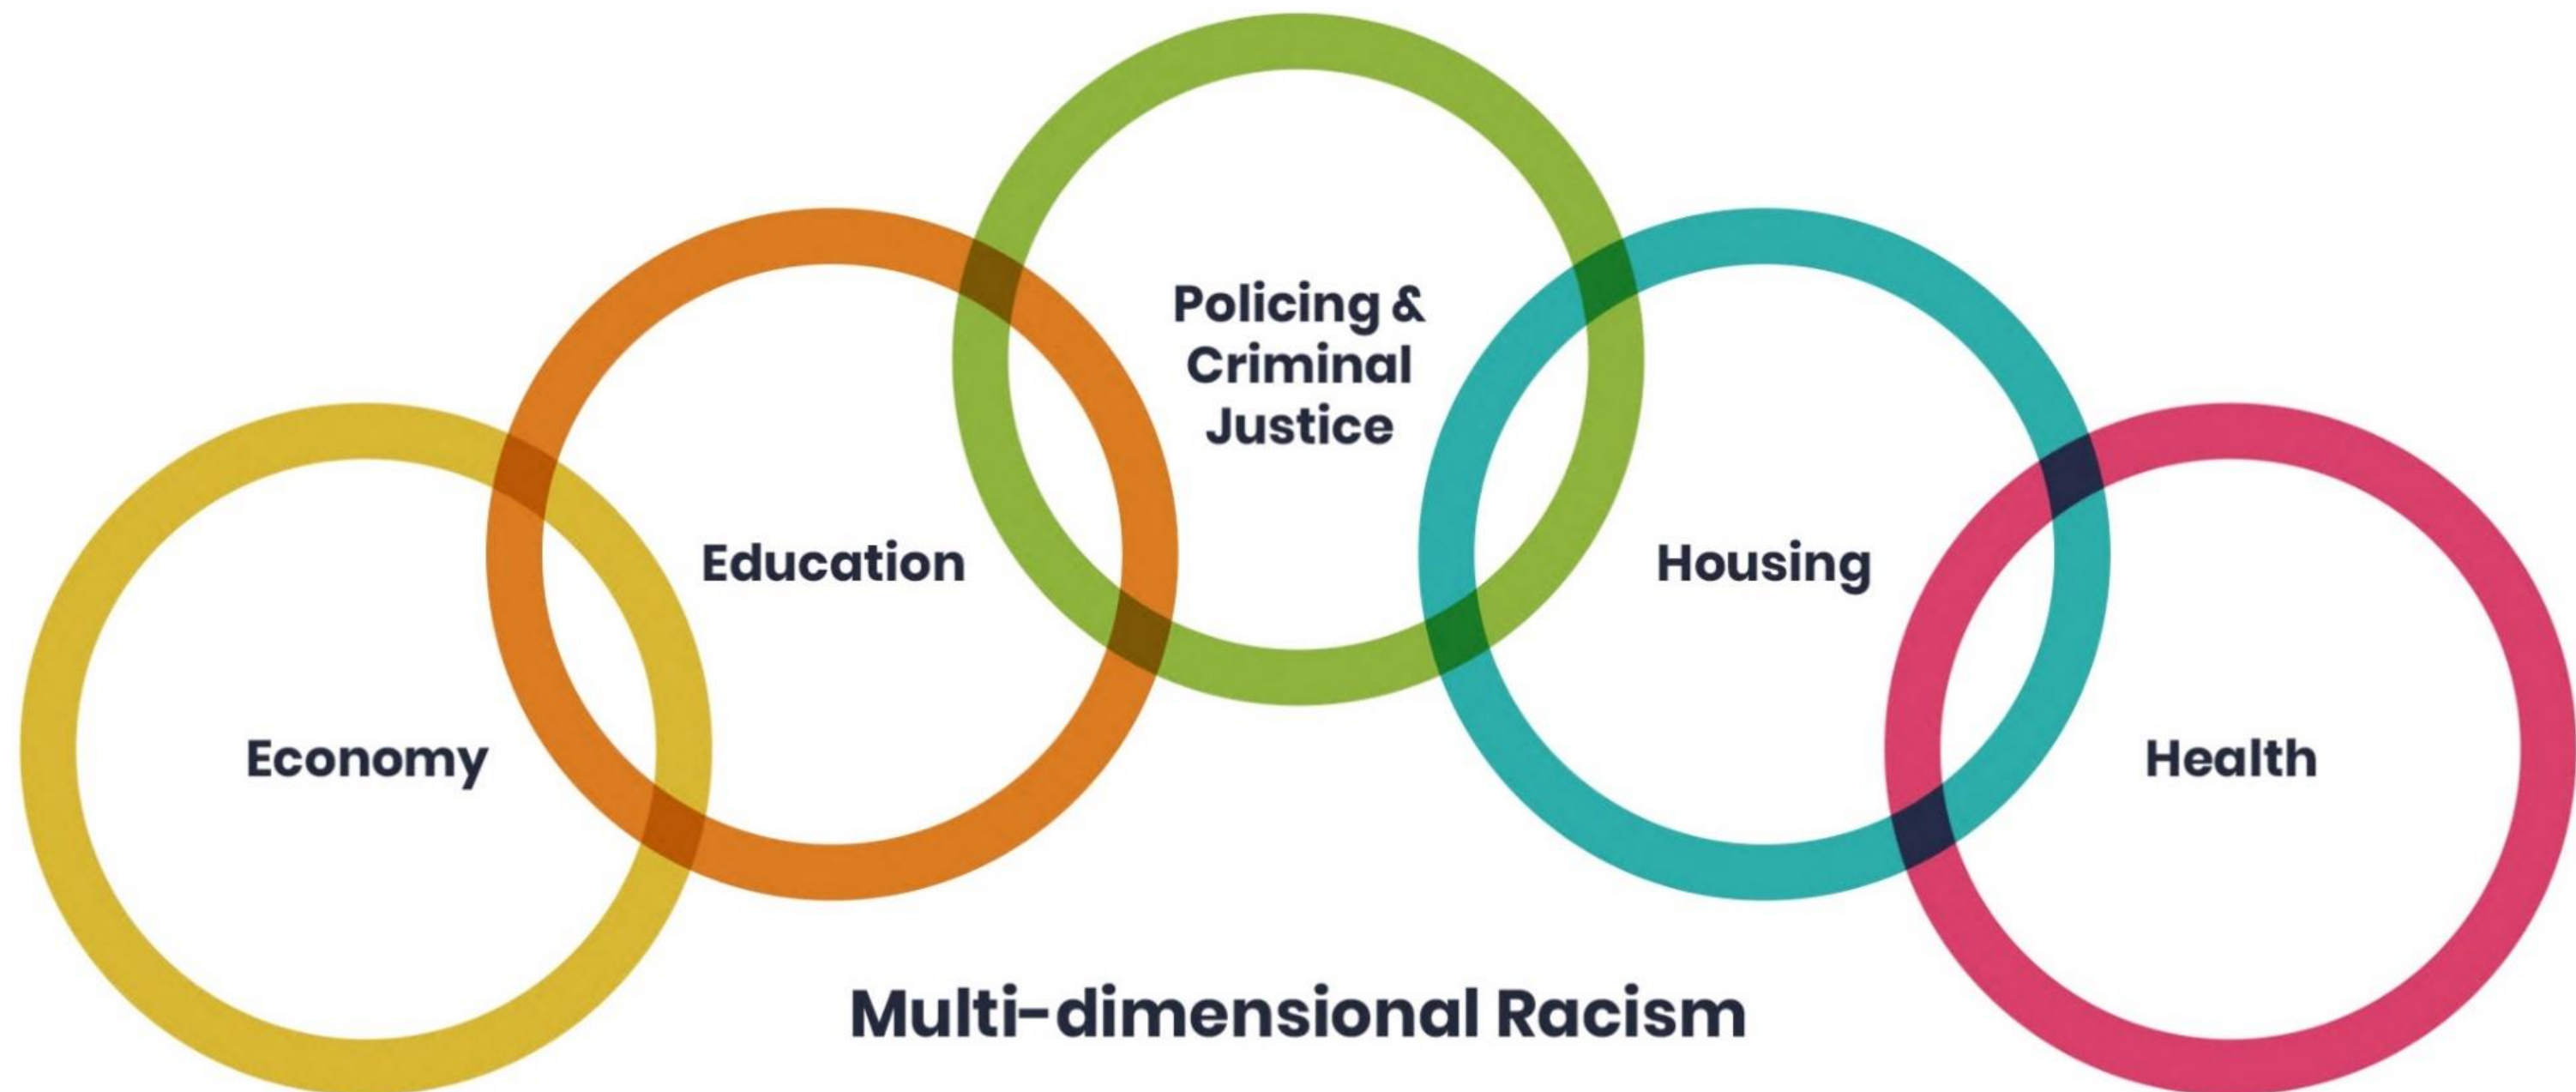 Policing &
Criminal
Justice
Education
Housing
Economy
Health
Multi-dimensional Racism